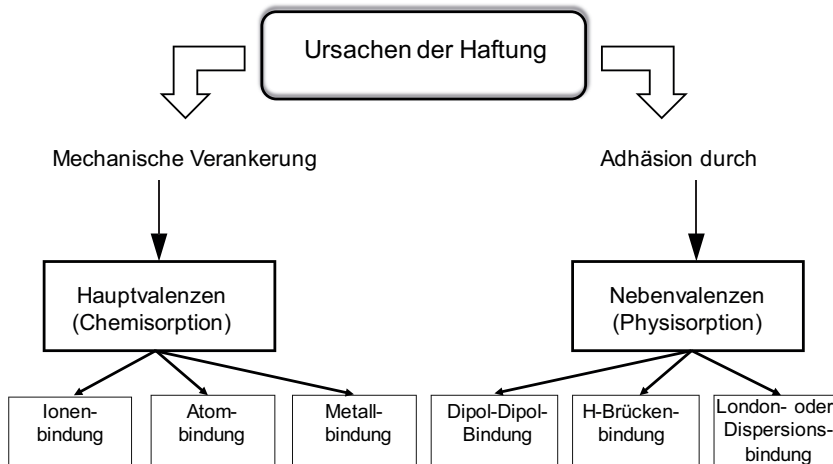 Ursachen der Haftung
Mechanische Verankerung
Adhäsion durch
Hauptvalenzen
(Chemisorption)
Nebenvalenzen
(Physisorption)
Ionen-
bindung
Atom-
bindung
Metall-
bindung
Dipol-Dipol-
Bindung
H-Brücken-
bindung
London- oder
Dispersions-
bindung